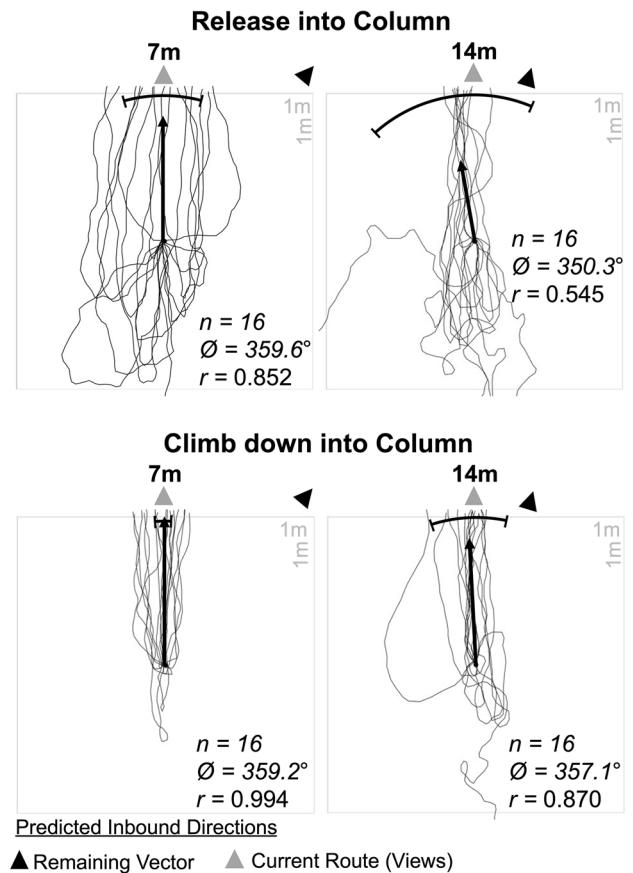 Release into Column
7m
14m
1m
1m
1m
1m
n = 16
Ø = 359.6°
r = 0.852
n = 16
Ø = 350.3°
r = 0.545
Climb down into Column
7m
14m
1m
1m
1m
1m
n = 16
Ø = 359.2°
r = 0.994
n = 16
Ø = 357.1°
r = 0.870
Predicted Inbound Directions
Remaining Vector
Current Route (Views)